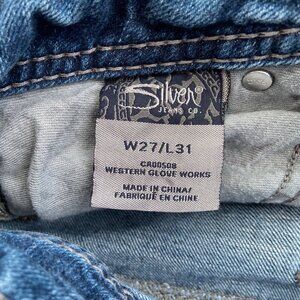 Silver
JEANS CO.
W27/L31
CA00508
WESTERN GLOVE WORKS
MADE IN CHINA/
FABRIQUÉ EN CHINE